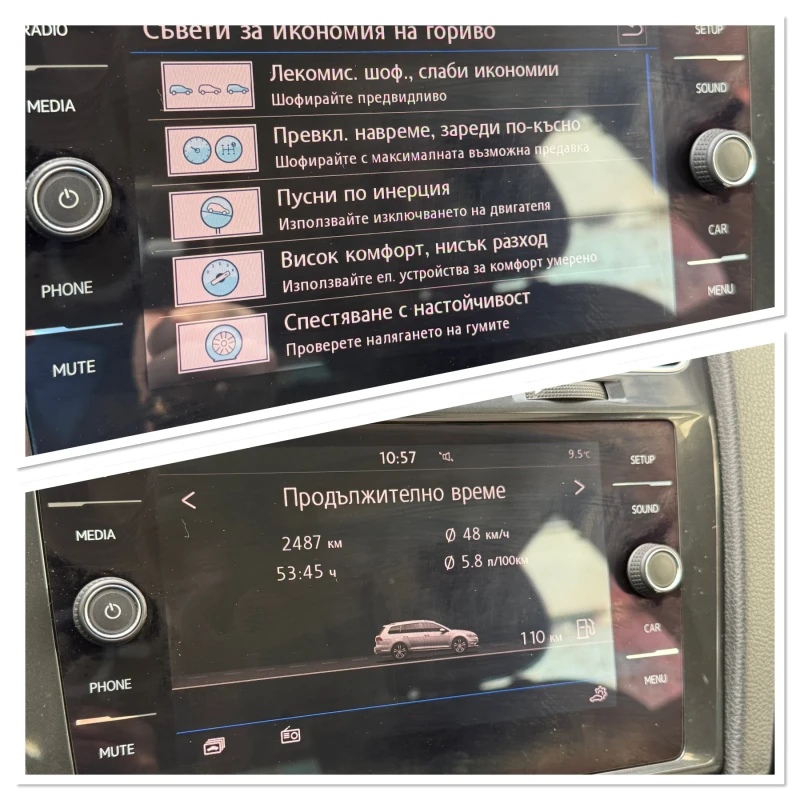 RADIO
Съвети за икономия на гориво
SETUP
Лекомис. шоф., слаби икономии
Шофирайте предвидливо
MEDIA
SOUND
Превкл. навреме, зареди по-късно
Шофирайте с максималната възможна предавка
Пусни по инерция
Използвайте изключването на двигателя
CAR
Висок комфорт, нисък разход
Използвайте ел. устройства за комфорт умерено
PHONE
MENU
Спестяване с настойчивост
Проверете налягането на гумите
MUTE
10:57
9.5°C
SETUP
< Продължително време >
MEDIA
SOUND
2487 км
Ø 48 км/ч
53:45 ч
Ø 5.8 л/100км
CAR
110 км
PHONE
MENU
MUTE